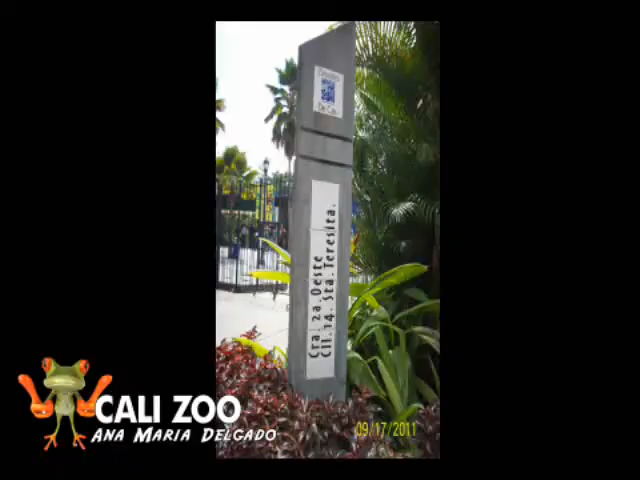 Cra. 2a. Oeste
Cll. 14. Sta. Teresita.
CALI ZOO
ANA MARIA DELGADO
09/17/2011